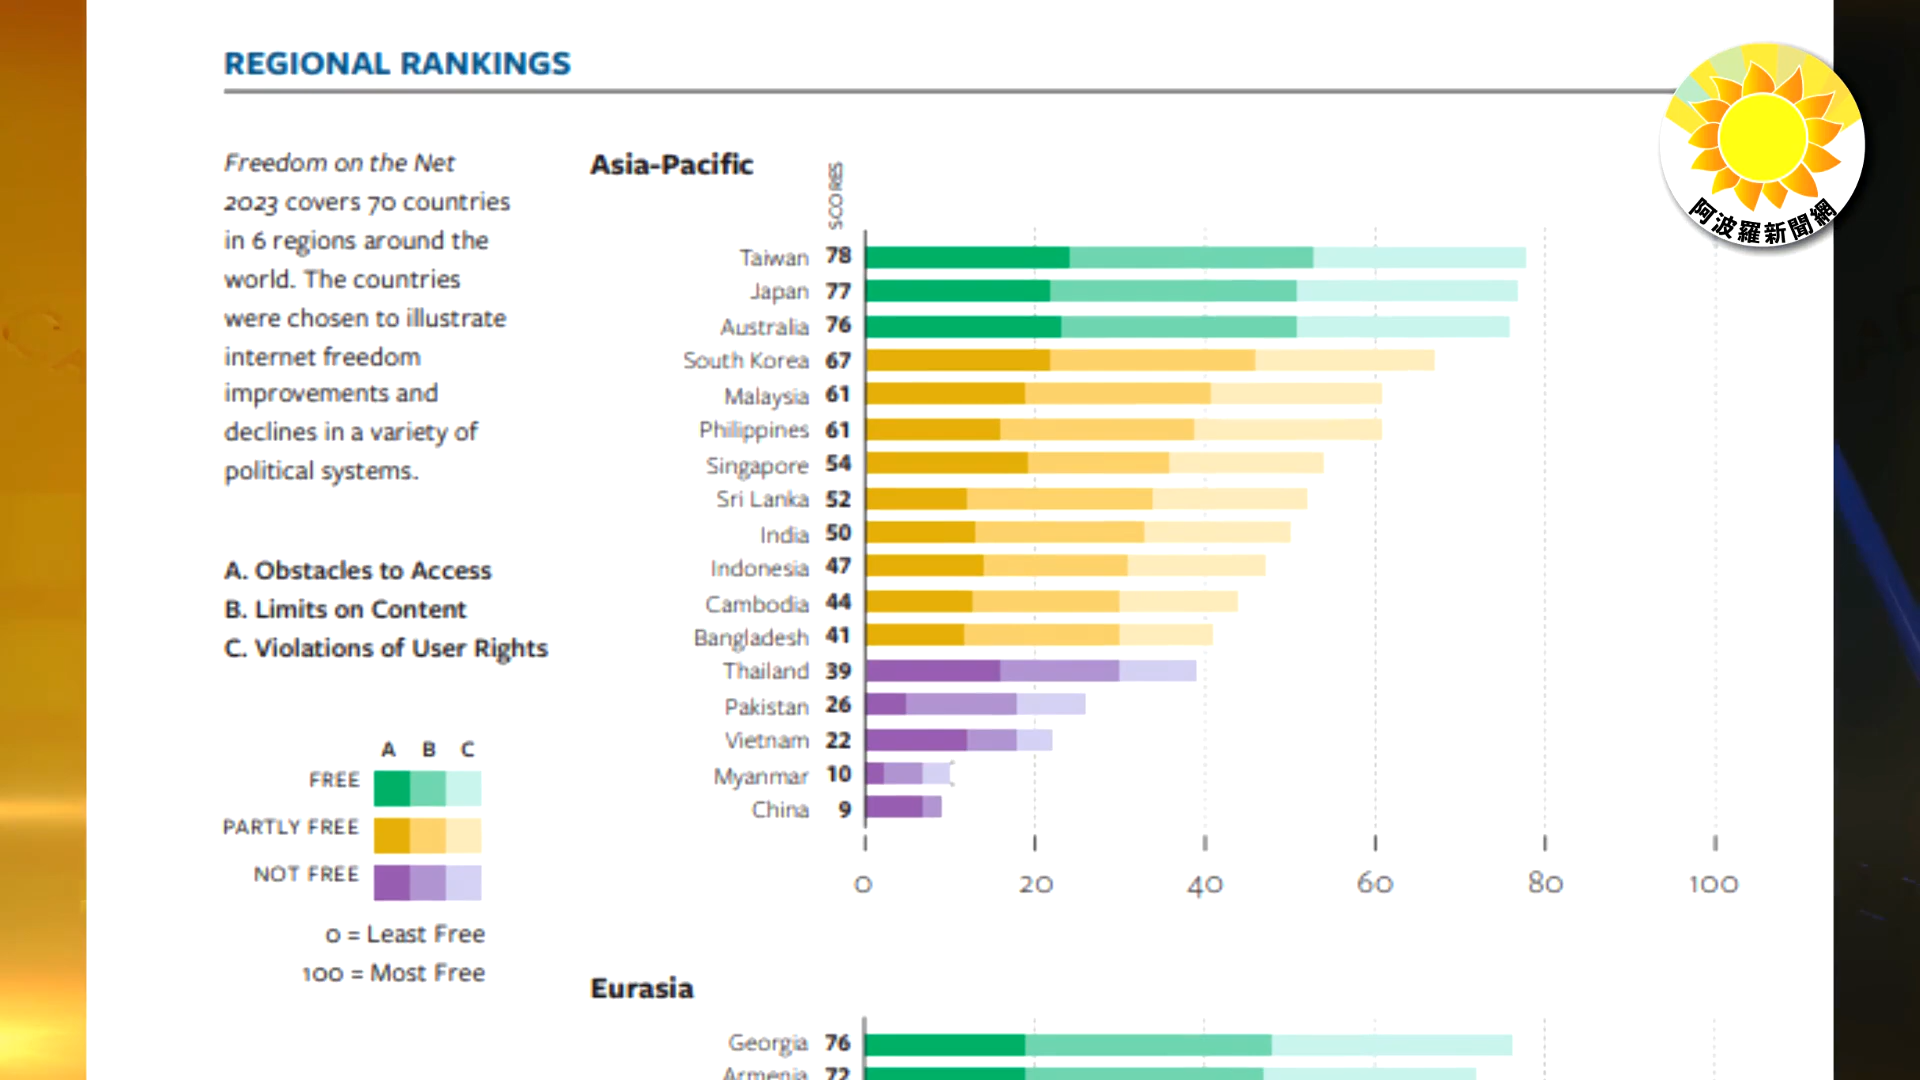 REGIONAL RANKINGS
阿波羅新聞網
Freedom on the Net
2023 covers 70 countries
in 6 regions around the
world. The countries
were chosen to illustrate
internet freedom
improvements and
declines in a variety of
political systems.
A. Obstacles to Access
B. Limits on Content
C. Violations of User Rights
A B C
FREE
PARTLY FREE
NOT FREE
0 = Least Free
100 = Most Free
Asia-Pacific
SCORES
Taiwan 78
Japan 77
Australia 76
South Korea 67
Malaysia 61
Philippines 61
Singapore 54
Sri Lanka 52
India 50
Indonesia 47
Cambodia 44
Bangladesh 41
Thailand 39
Pakistan 26
Vietnam 22
Myanmar 10
China 9
0 20 40 60 80 100
Eurasia
Georgia 76
Armenia 72